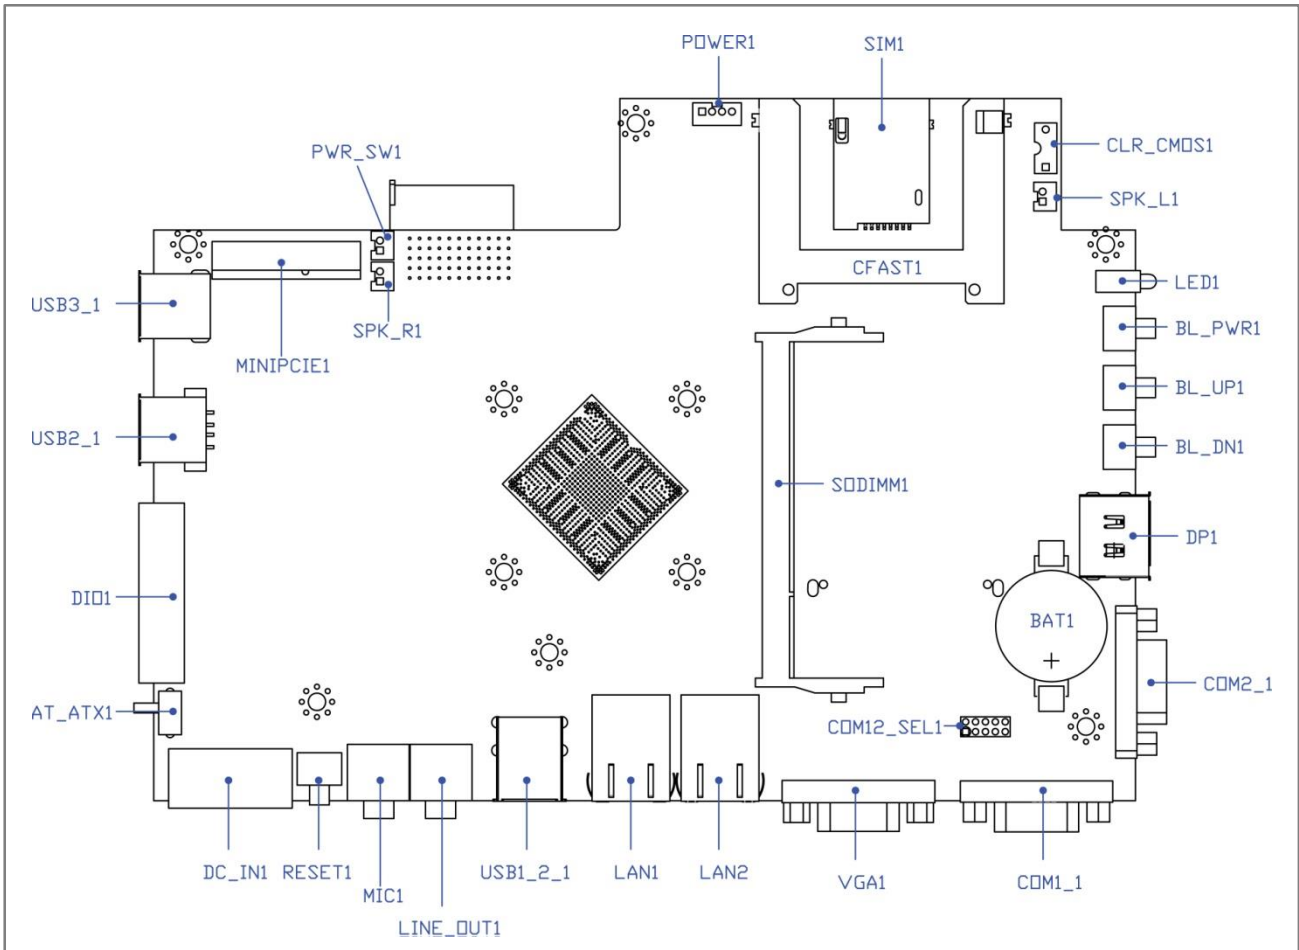 POWER1
SIM1
PWR_SW1
CLR_CMOS1
SPK_L1
CFAST1
LED1
USB3_1
SPK_R1
BL_PWR1
MINIPCIE1
BL_UP1
USB2_1
BL_DN1
SODIMM1
DP1
DIO1
BAT1
COM2_1
AT_ATX1
COM12_SEL1
DC_IN1
RESET1
USB1_2_1
LAN1
LAN2
VGA1
COM1_1
MIC1
LINE_OUT1